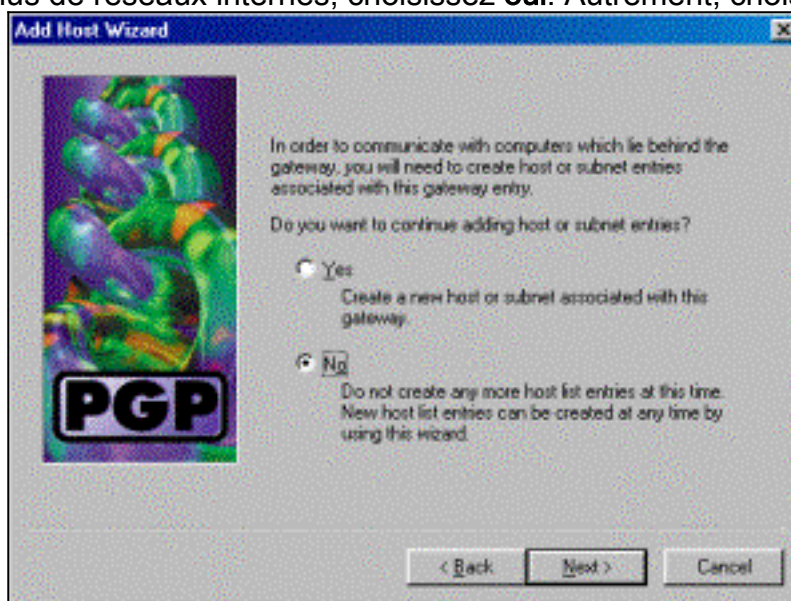 de réseaux internes, choisissez Oui. Autrement,
Add Host Wizard
In order to communicate with computers which lie behind the
gateway, you will need to create host or subnet entries
associated with this gateway entry.
Do you want to continue adding host or subnet entries?
Yes
Create a new host or subnet associated with this
gateway.
No
Do not create any more host list entries at this time.
New host list entries can be created at any time by
using this wizard.
PGP
< Back
Next >
Cancel